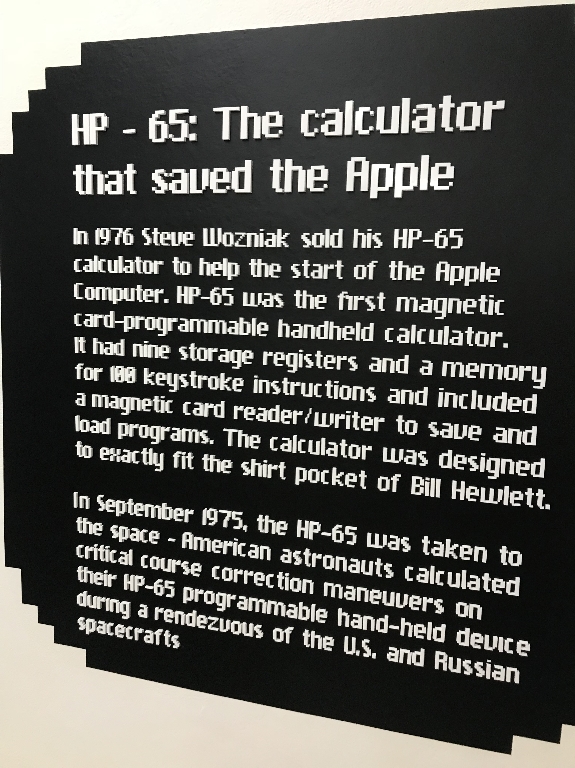 HP - 65: The calculator
that saved the Apple
In 1976 Steve Wozniak sold his HP-65
calculator to help the start of the Apple
Computer. HP-65 was the first magnetic
card-programmable handheld calculator.
It had nine storage registers and a memory
for 100 keystroke instructions and included
a magnetic card reader/writer to save and
load programs. The calculator was designed
to exactly fit the shirt pocket of Bill Hewlett.
In September 1975, the HP-65 was taken to
the space - American astronauts calculated
critical course correction maneuvers on
their HP-65 programmable hand-held device
during a rendezvous of the U.S. and Russian
spacecrafts